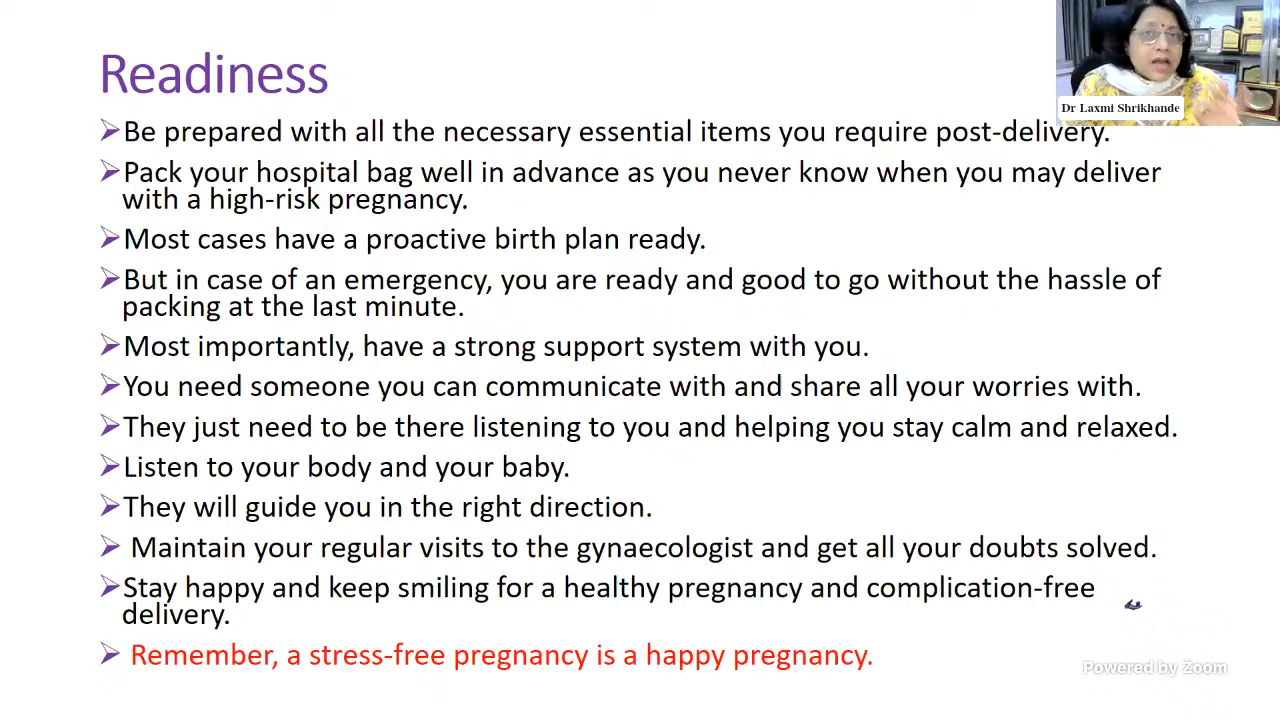 Readiness
Dr Laxmi Shrikhande
➢Be prepared with all the necessary essential items you require post-delivery.
➢Pack your hospital bag well in advance as you never know when you may deliver
with a high-risk pregnancy.
➢Most cases have a proactive birth plan ready.
➢But in case of an emergency, you are ready and good to go without the hassle of
packing at the last minute.
➢Most importantly, have a strong support system with you.
➢You need someone you can communicate with and share all your worries with.
➢They just need to be there listening to you and helping you stay calm and relaxed.
➢Listen to your body and your baby.
➢They will guide you in the right direction.
➢ Maintain your regular visits to the gynaecologist and get all your doubts solved.
➢Stay happy and keep smiling for a healthy pregnancy and complication-free
delivery.
➢ Remember, a stress-free pregnancy is a happy pregnancy.
Powered by Zoom